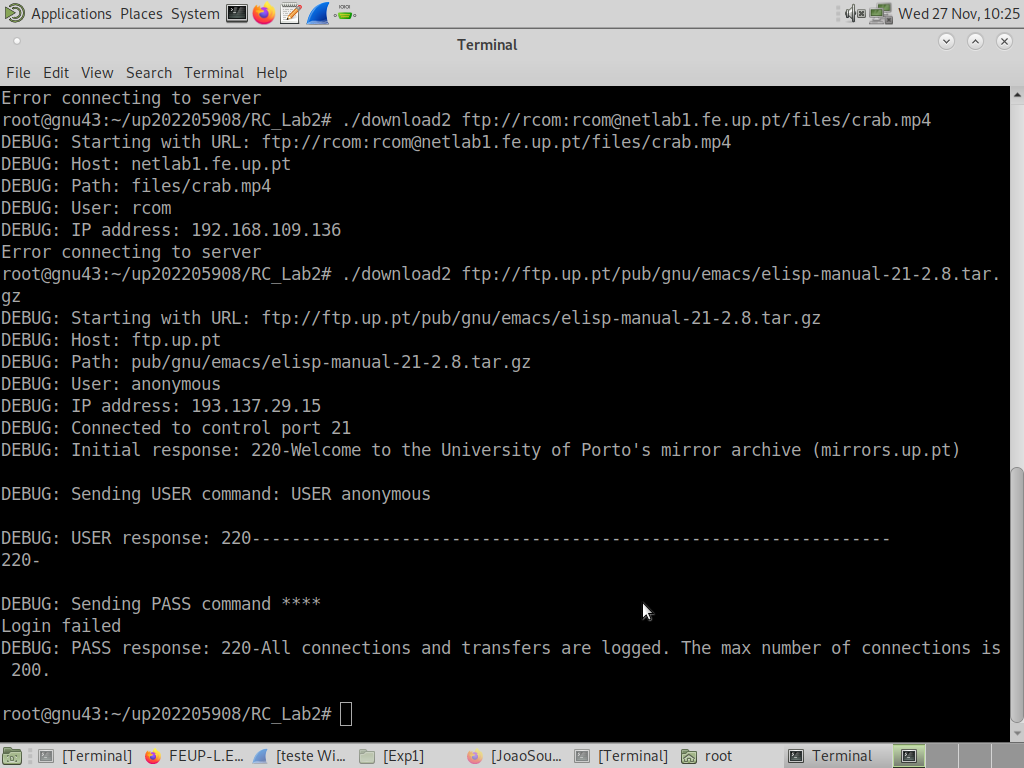 Applications Places System
Wed 27 Nov, 10:25
Terminal
File Edit View Search Terminal Help
Error connecting to server
root@gnu43:~/up202205908/RC_Lab2# ./download2 ftp://rcom:rcom@netlab1.fe.up.pt/files/crab.mp4
DEBUG: Starting with URL: ftp://rcom:rcom@netlab1.fe.up.pt/files/crab.mp4
DEBUG: Host: netlab1.fe.up.pt
DEBUG: Path: files/crab.mp4
DEBUG: User: rcom
DEBUG: IP address: 192.168.109.136
Error connecting to server
root@gnu43:~/up202205908/RC_Lab2# ./download2 ftp://ftp.up.pt/pub/gnu/emacs/elisp-manual-21-2.8.tar.
gz
DEBUG: Starting with URL: ftp://ftp.up.pt/pub/gnu/emacs/elisp-manual-21-2.8.tar.gz
DEBUG: Host: ftp.up.pt
DEBUG: Path: pub/gnu/emacs/elisp-manual-21-2.8.tar.gz
DEBUG: User: anonymous
DEBUG: IP address: 193.137.29.15
DEBUG: Connected to control port 21
DEBUG: Initial response: 220-Welcome to the University of Porto's mirror archive (mirrors.up.pt)
DEBUG: Sending USER command: USER anonymous
DEBUG: USER response: 220----------------------------------------------------------------
220-
DEBUG: Sending PASS command ****
Login failed
DEBUG: PASS response: 220-All connections and transfers are logged. The max number of connections is
200.
root@gnu43:~/up202205908/RC_Lab2#
[Terminal] FEUP-L.E... [teste Wi... [Exp1] [JoaoSou... [Terminal] root Terminal